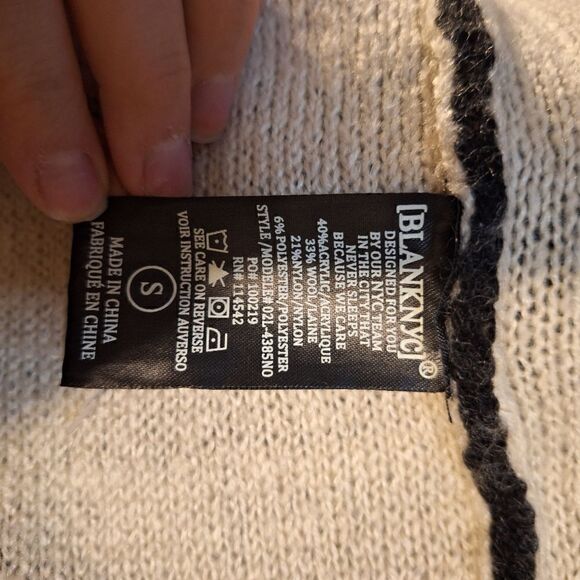 [BLANKNYC]®
DESIGNED FOR YOU
BY OUR NYC TEAM
IN THE CITY THAT
NEVER SLEEPS
BECAUSE WE CARE
40%ACRYLIC/ACRYLIQUE
33% WOOL/LAINE
21%NYLON/NYLON
6% POLYESTER/POLYESTER
STYLE/MODELE# 02L-4395NO
PO# 100219
RN# 114542
SEE CARE ON REVERSE
VOIR INSTRUCTION AUVERSO
S
MADE IN CHINA
FABRIQUÉ EN CHINE